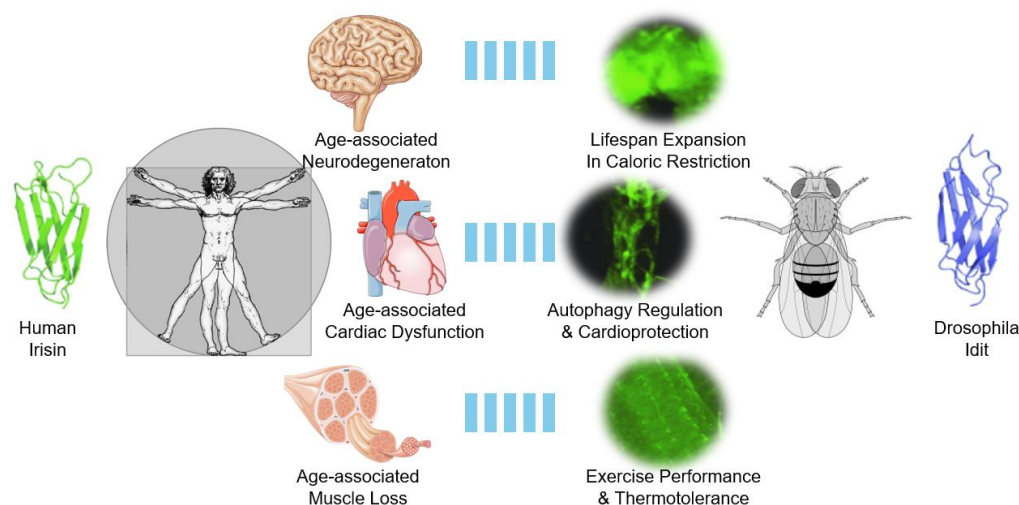 Age-associated
Neurodegeneraton
Lifespan Expansion
In Caloric Restriction
Human
Irisin
Age-associated
Cardiac Dysfunction
Autophagy Regulation
& Cardioprotection
Drosophila
Idit
Age-associated
Muscle Loss
Exercise Performance
& Thermotolerance